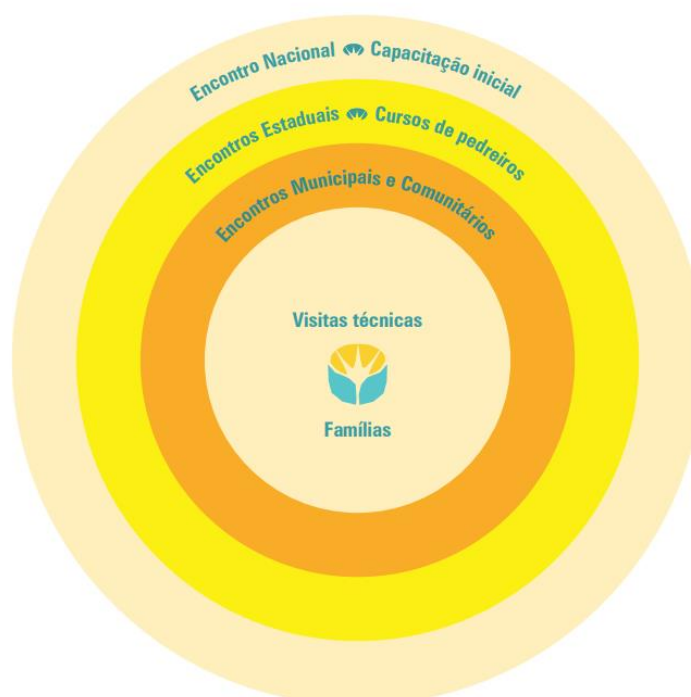 Encontro Nacional Capacitação inicial
Encontros Estaduais Cursos de pedreiros
Encontros Municipais e Comunitários
Visitas técnicas
Famílias